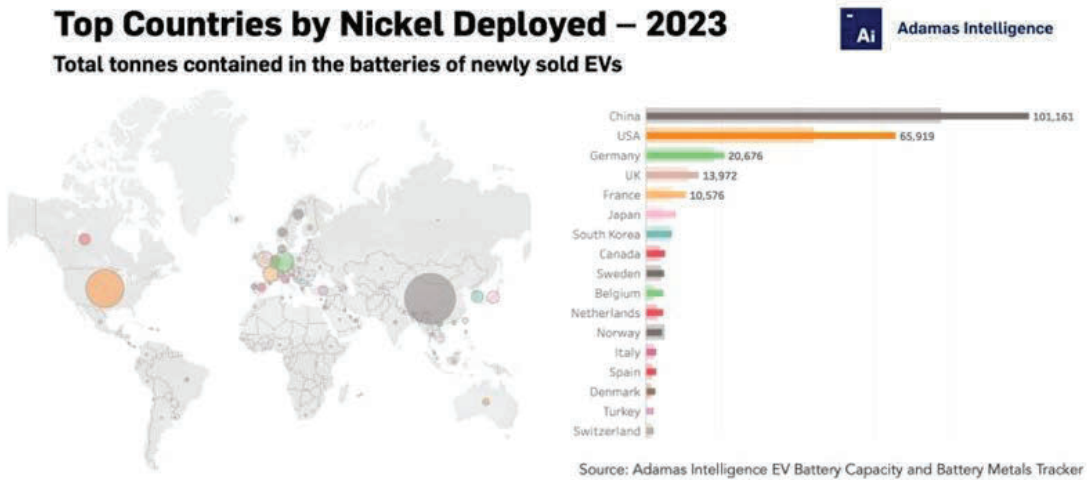 Top Countries by Nickel Deployed – 2023
Total tonnes contained in the batteries of newly sold EVs
Ai
Adamas Intelligence
China 101,161
USA 65,919
Germany 20,676
UK 13,972
France 10,576
Japan
South Korea
Canada
Sweden
Belgium
Netherlands
Norway
Italy
Spain
Denmark
Turkey
Switzerland
Source: Adamas Intelligence EV Battery Capacity and Battery Metals Tracker